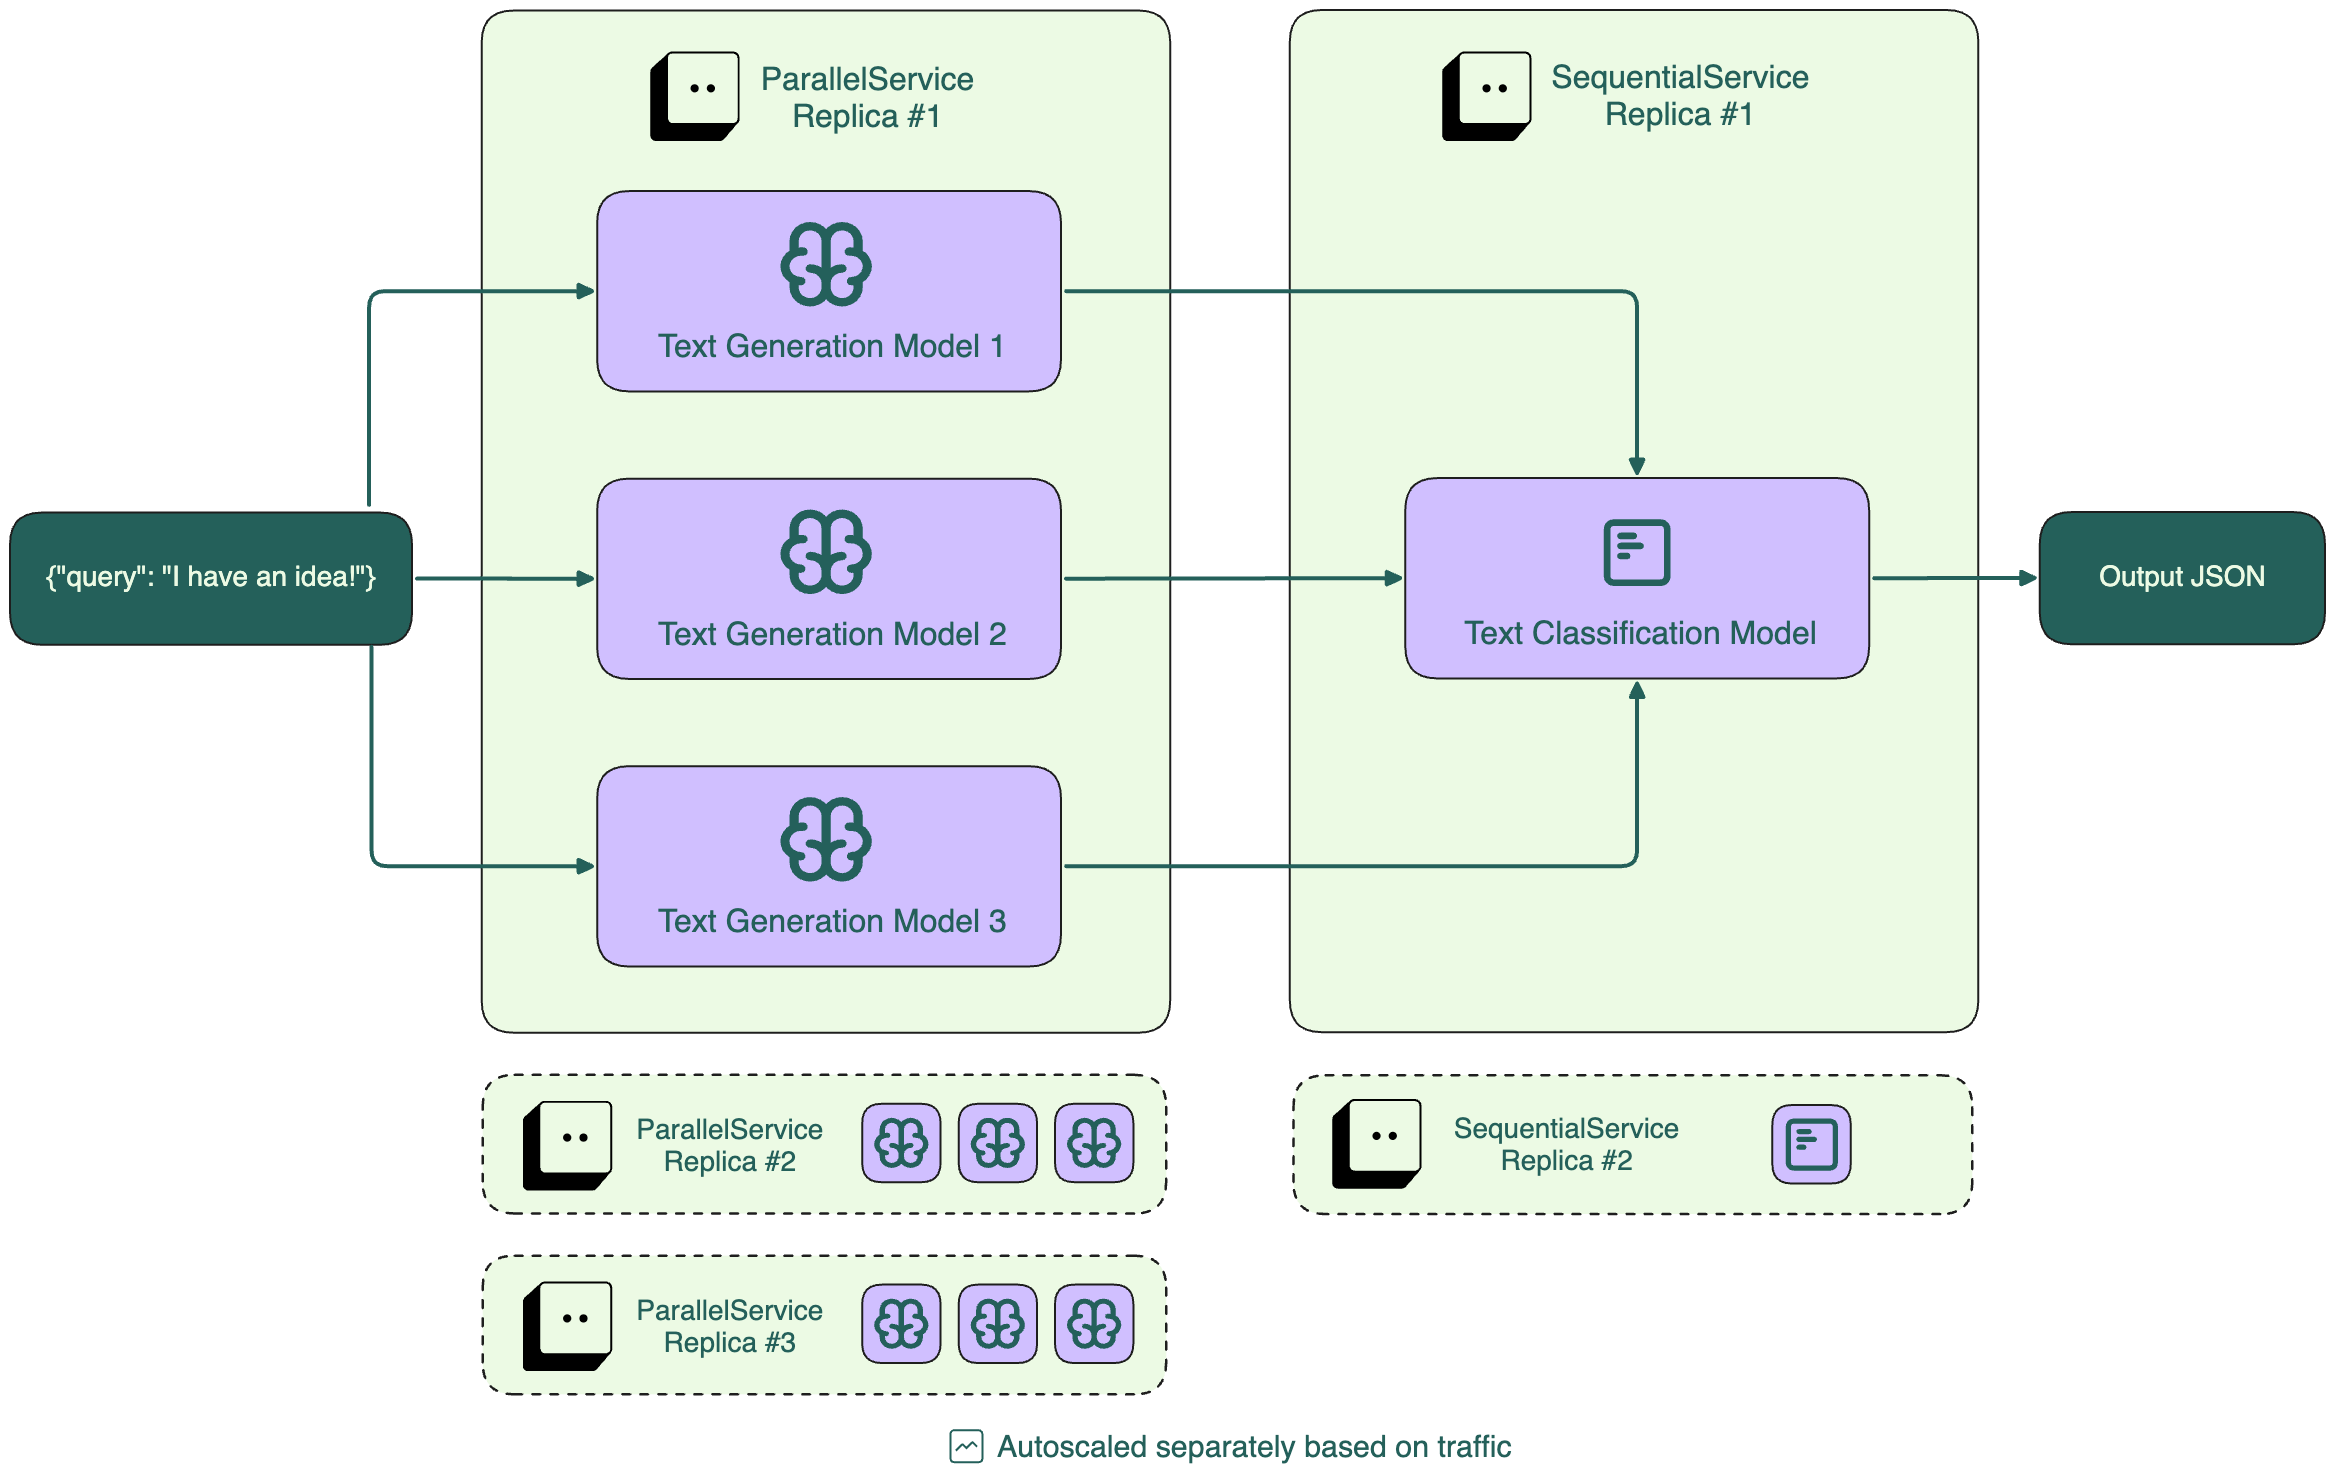 ParallelService
Replica #1
SequentialService
Replica #1
Text Generation Model 1
{"query": "I have an idea!"}
Text Generation Model 2
Text Classification Model
Output JSON
Text Generation Model 3
ParallelService
Replica #2
SequentialService
Replica #2
ParallelService
Replica #3
Autoscaled separately based on traffic